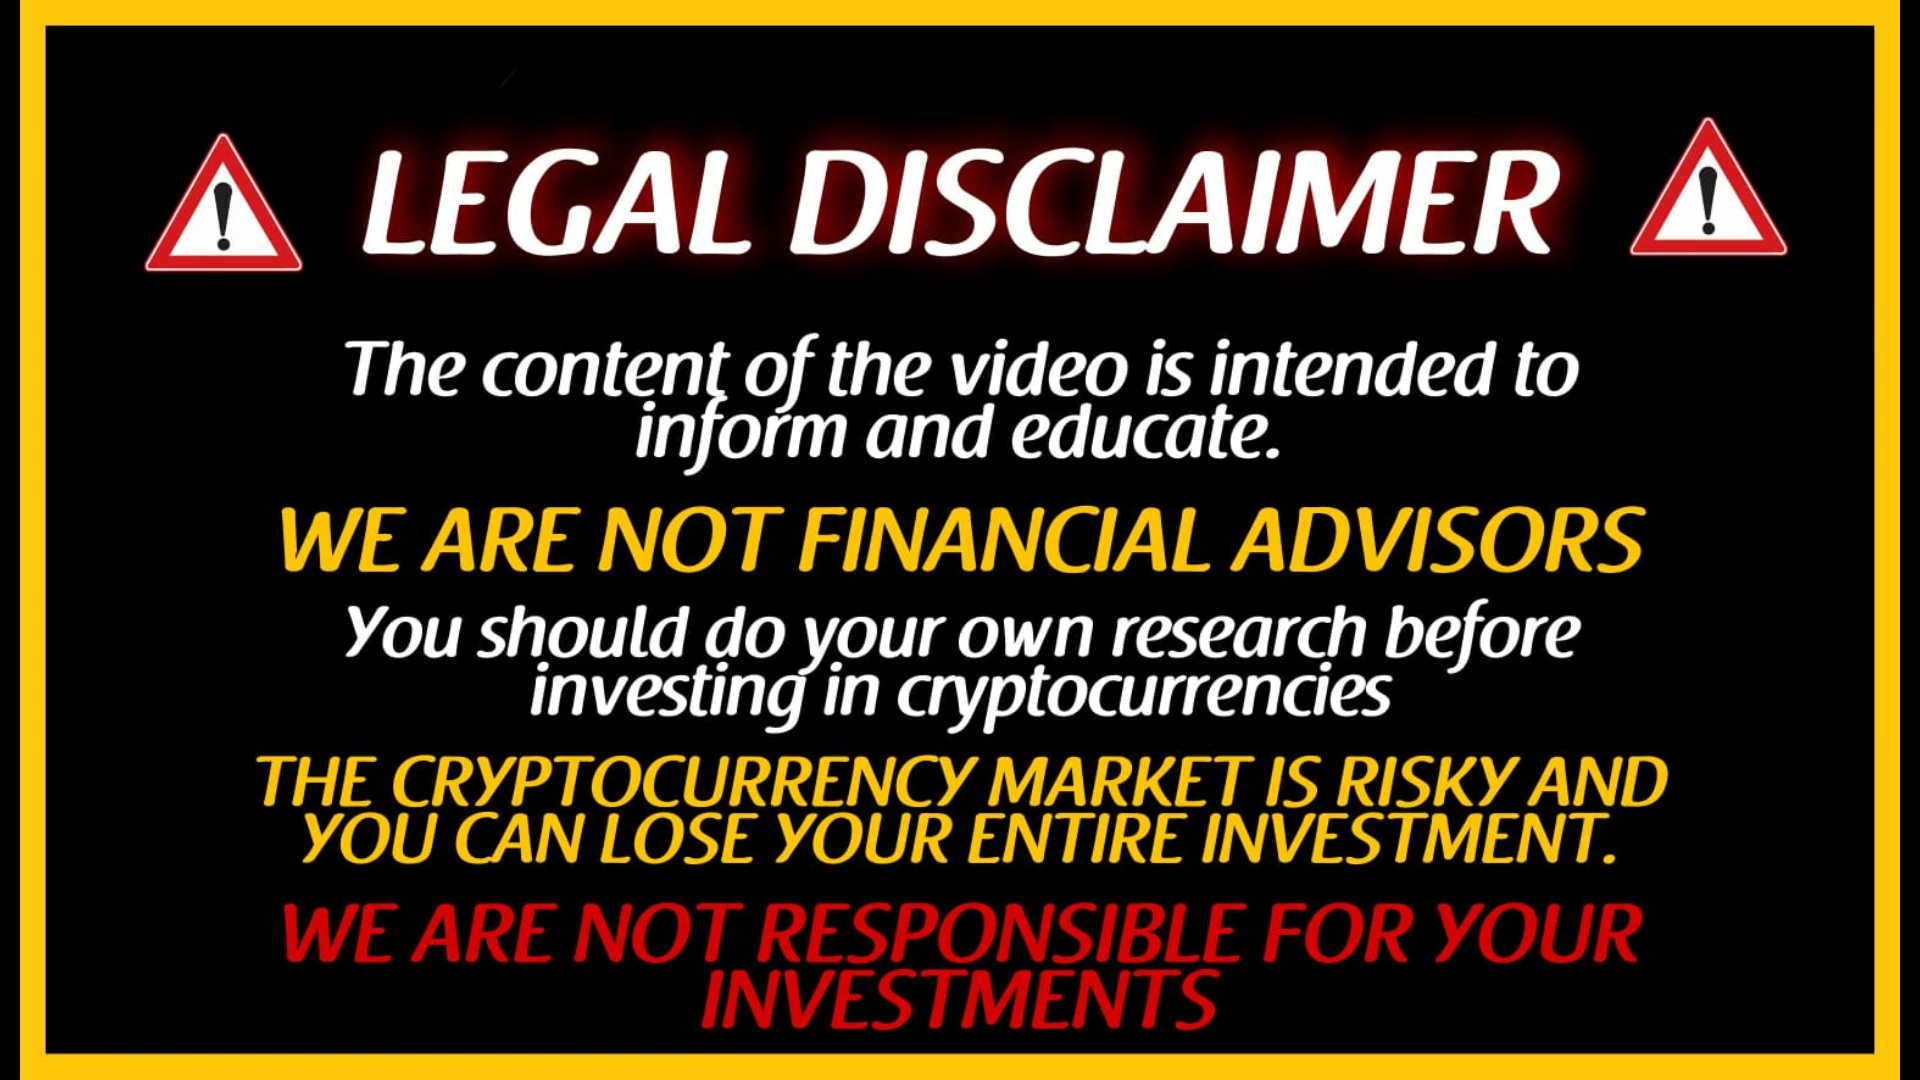 LEGAL DISCLAIMER
The content of the video is intended to
inform and educate.
WE ARE NOT FINANCIAL ADVISORS
You should do your own research before
investing in cryptocurrencies
THE CRYPTOCURRENCY MARKET IS RISKY AND
YOU CAN LOSE YOUR ENTIRE INVESTMENT.
WE ARE NOT RESPONSIBLE FOR YOUR
INVESTMENTS